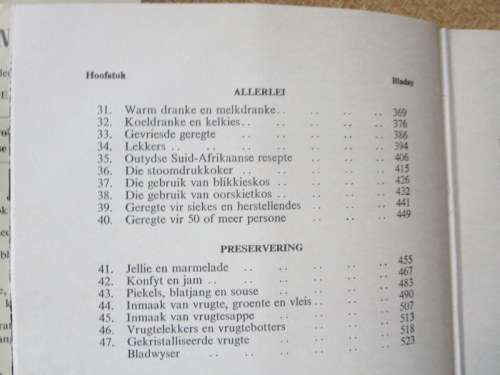 Hoofstuk Bladsy
ALLERLEI
31. Warm dranke en melkdranke .. .. .. .. 369
32. Koeldranke en kelkies .. .. .. .. .. 376
33. Gevriesde geregte .. .. .. .. .. 386
34. Lekkers .. .. .. .. .. .. 394
35. Outydse Suid-Afrikaanse resepte .. .. .. 406
36. Die stoomdrukkoker .. .. .. .. 415
37. Die gebruik van blikkieskos .. .. .. .. 426
38. Die gebruik van oorskietkos .. .. .. .. 432
39. Geregte vir siekes en herstellendes .. .. .. 441
40. Geregte vir 50 of meer persone .. .. .. 449
PRESERVERING
41. Jellie en marmelade .. .. .. .. .. 455
42. Konfyt en jam .. .. .. .. .. 467
43. Piekels, blatjang en souse .. .. .. .. 483
44. Inmaak van vrugte, groente en vleis .. .. .. 490
45. Inmaak van vrugtesappe .. .. .. .. 507
46. Vrugtelekkers en vrugtebotters .. .. .. 513
47. Gekristalliseerde vrugte .. .. .. .. 518
Bladwyser .. .. .. .. .. 523